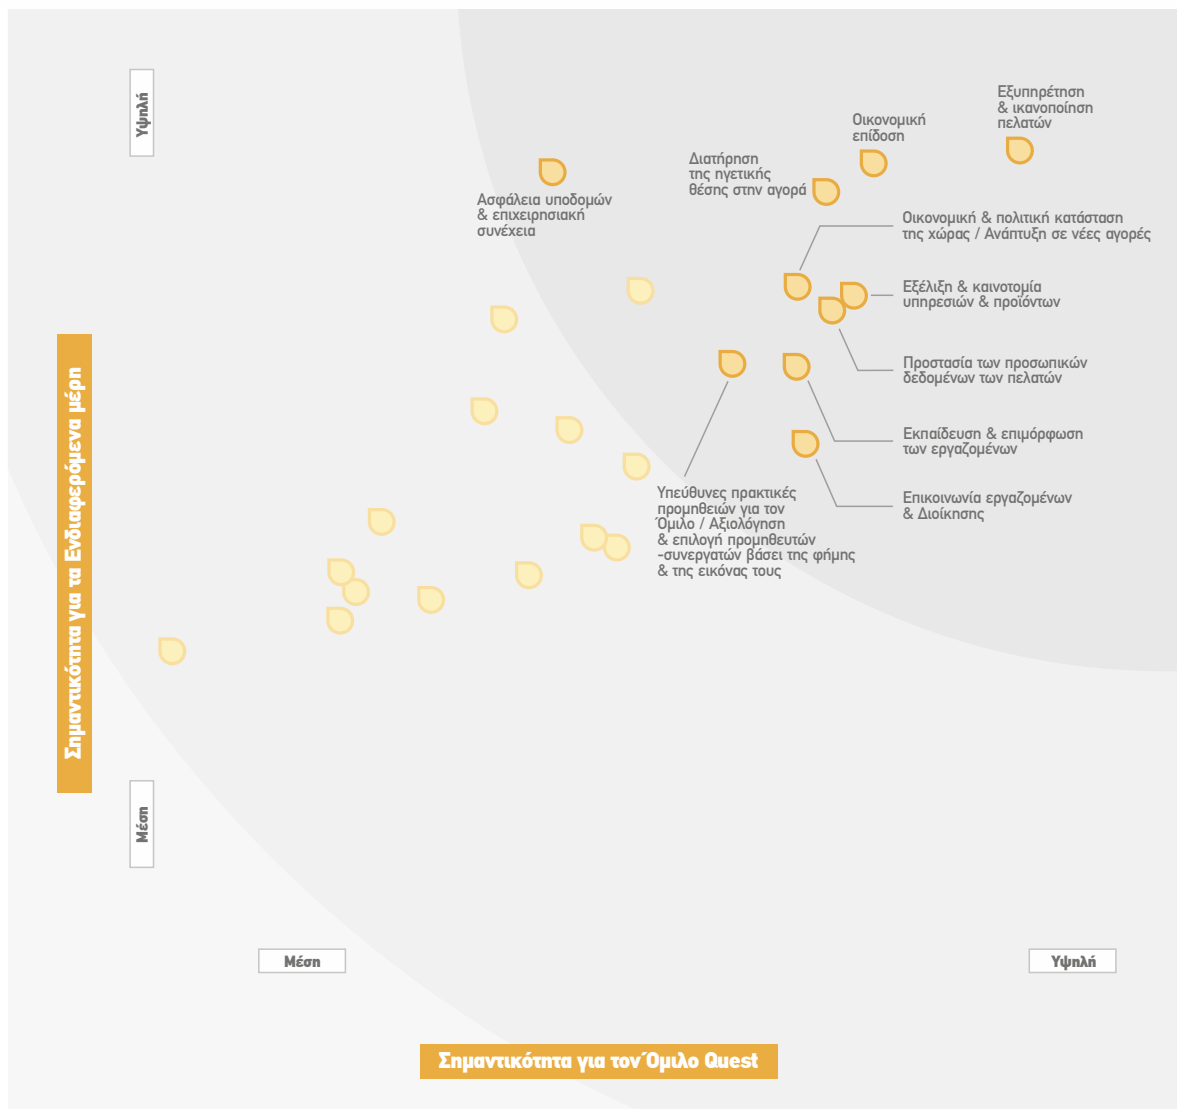 Υψηλή
Εξυπηρέτηση
& ικανοποίηση
πελατών
Οικονομική
επίδοση
Διατήρηση
της ηγετικής
θέσης στην αγορά
Ασφάλεια υποδομών
& επιχειρησιακή
συνέχεια
Οικονομική & πολιτική κατάσταση
της χώρας / Ανάπτυξη σε νέες αγορές
Εξέλιξη & καινοτομία
υπηρεσιών & προϊόντων
Προστασία των προσωπικών
δεδομένων των πελατών
Εκπαίδευση & επιμόρφωση
των εργαζομένων
Επικοινωνία εργαζομένων
& Διοίκησης
Υπεύθυνες πρακτικές
προμηθειών για τον
Όμιλο / Αξιολόγηση
& επιλογή προμηθευτών
-συνεργατών βάσει της φήμης
& της εικόνας τους
Σημαντικότητα για τα Ενδιαφερόμενα μέρη
Μέση
Μέση
Υψηλή
Σημαντικότητα για τον Όμιλο Quest